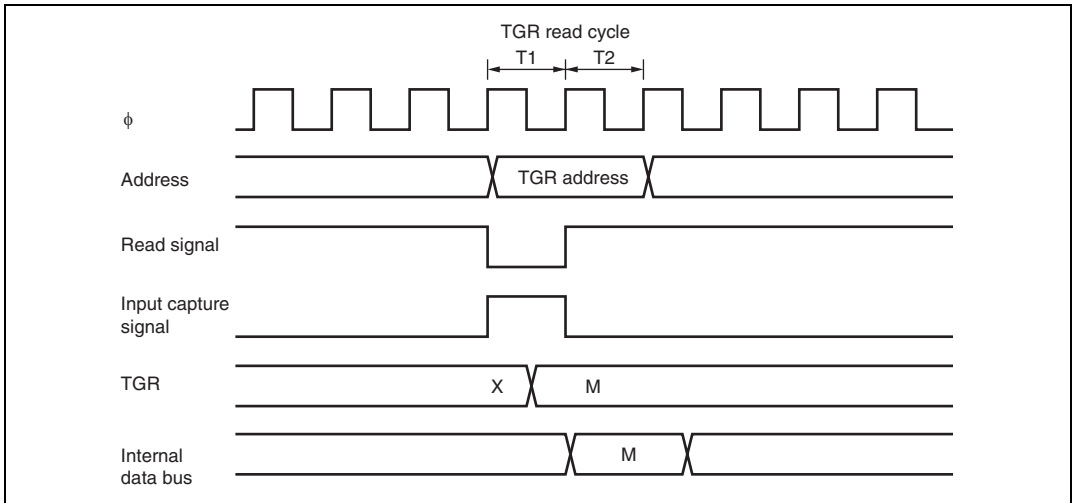 TGR read cycle
T1 T2
ϕ
Address
TGR address
Read signal
Input capture
signal
TGR
X M
Internal
data bus
M